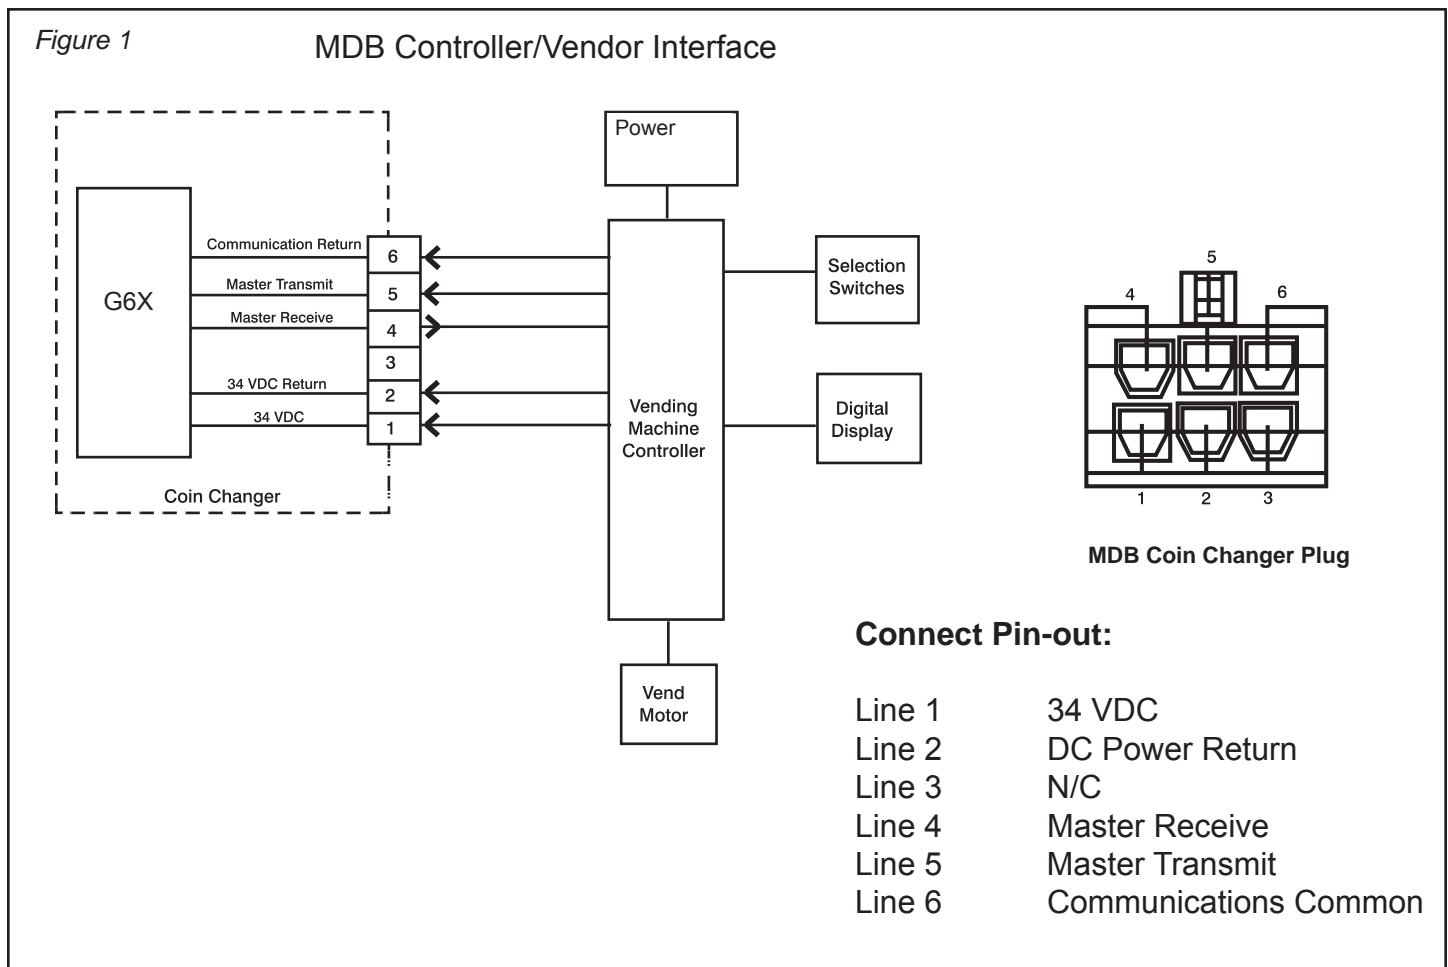 Figure 1
MDB Controller/Vendor Interface
Power
G6X
Communication Return
Master Transmit
Master Receive
34 VDC Return
34 VDC
6
5
4
3
2
1
Coin Changer
Vending
Machine
Controller
Selection
Switches
Digital
Display
Vend
Motor
5
4
6
1
2
3
MDB Coin Changer Plug
Connect Pin-out:
Line 1 34 VDC
Line 2 DC Power Return
Line 3 N/C
Line 4 Master Receive
Line 5 Master Transmit
Line 6 Communications Common